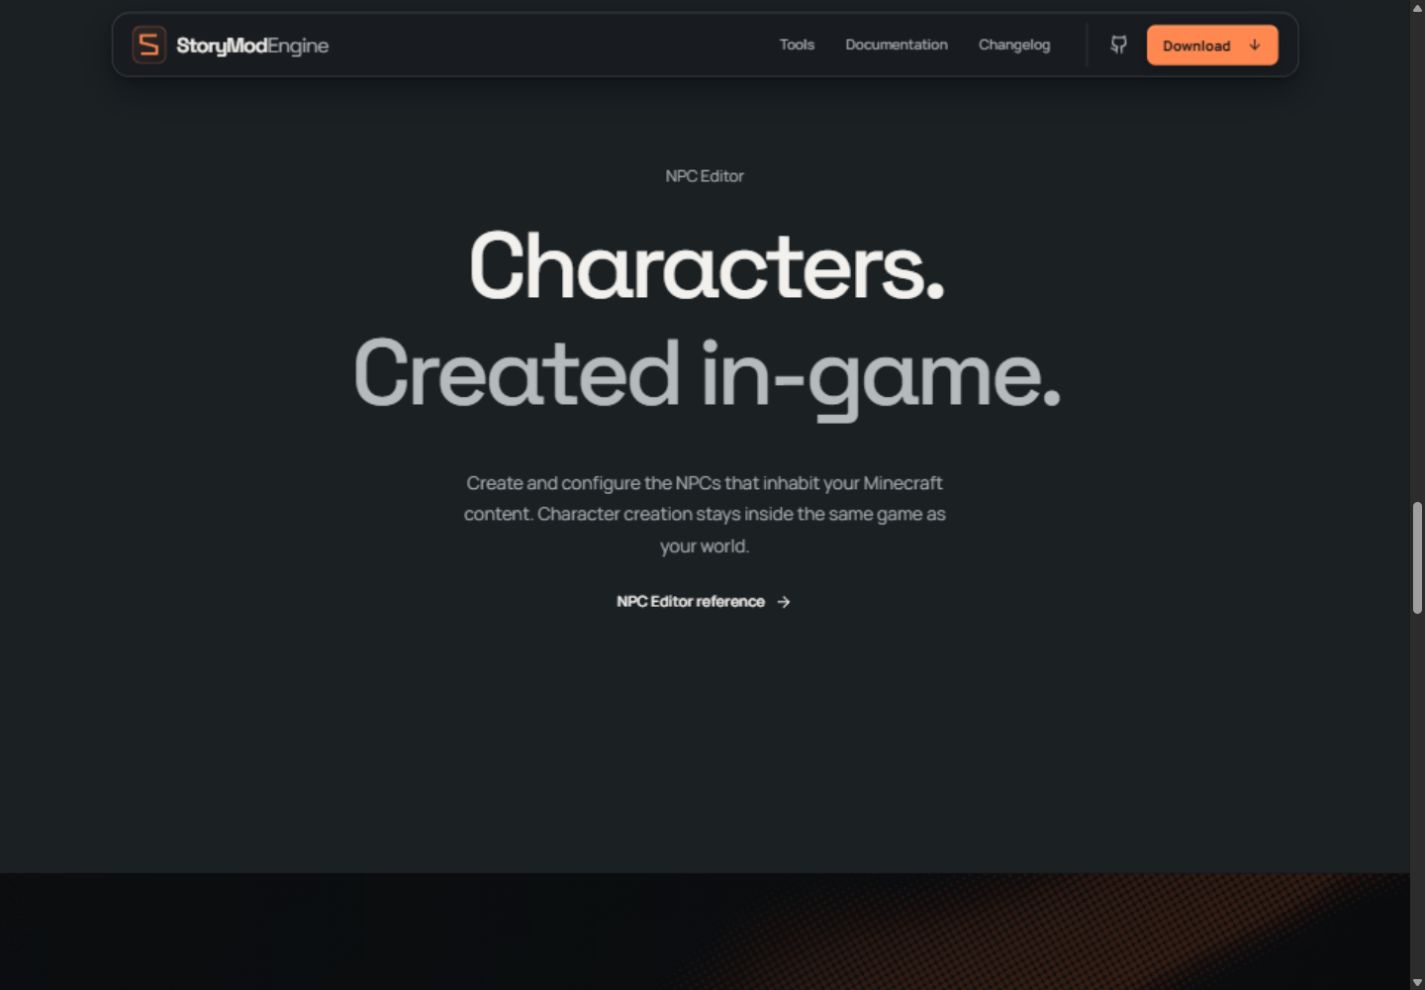 StoryModEngine
Tools
Documentation
Changelog
Download
NPC Editor
Characters.
Created in-game.
Create and configure the NPCs that inhabit your Minecraft
content. Character creation stays inside the same game as
your world.
NPC Editor reference